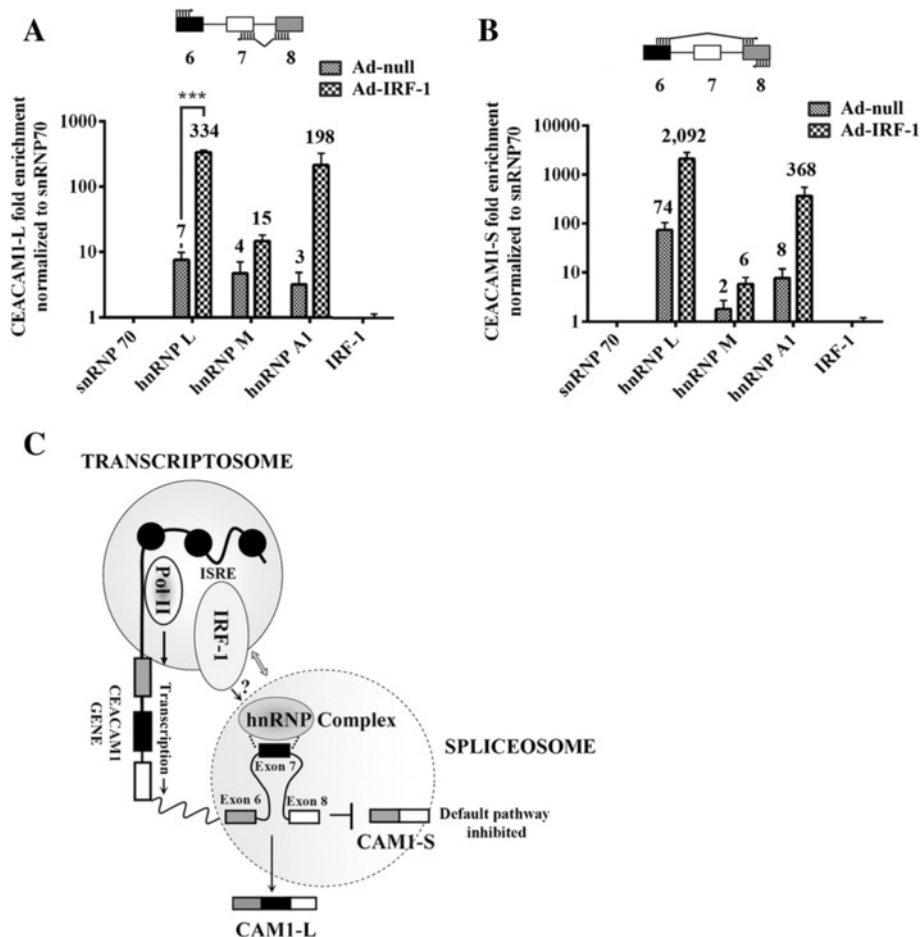 A
6 7 8
Ad-null
Ad-IRF-1
CEACAM1-L fold enrichment
normalized to snRNP70
1000
100
10
1
***
7
334
4
15
3
198
snRNP 70
hnRNP L
hnRNP M
hnRNP A1
IRF-1
B
6 7 8
Ad-null
Ad-IRF-1
CEACAM1-S fold enrichment
normalized to snRNP70
10000
1000
100
10
1
74
2,092
2
6
8
368
snRNP 70
hnRNP L
hnRNP M
hnRNP A1
IRF-1
C
TRANSCRIPTOSOME
ISRE
Pol II
IRF-1
?
CEACAM1
GENE
Transcription
hnRNP Complex
Exon 7
SPLICEOSOME
Exon 6
Exon 8
CAM1-S
Default pathway
inhibited
CAM1-L